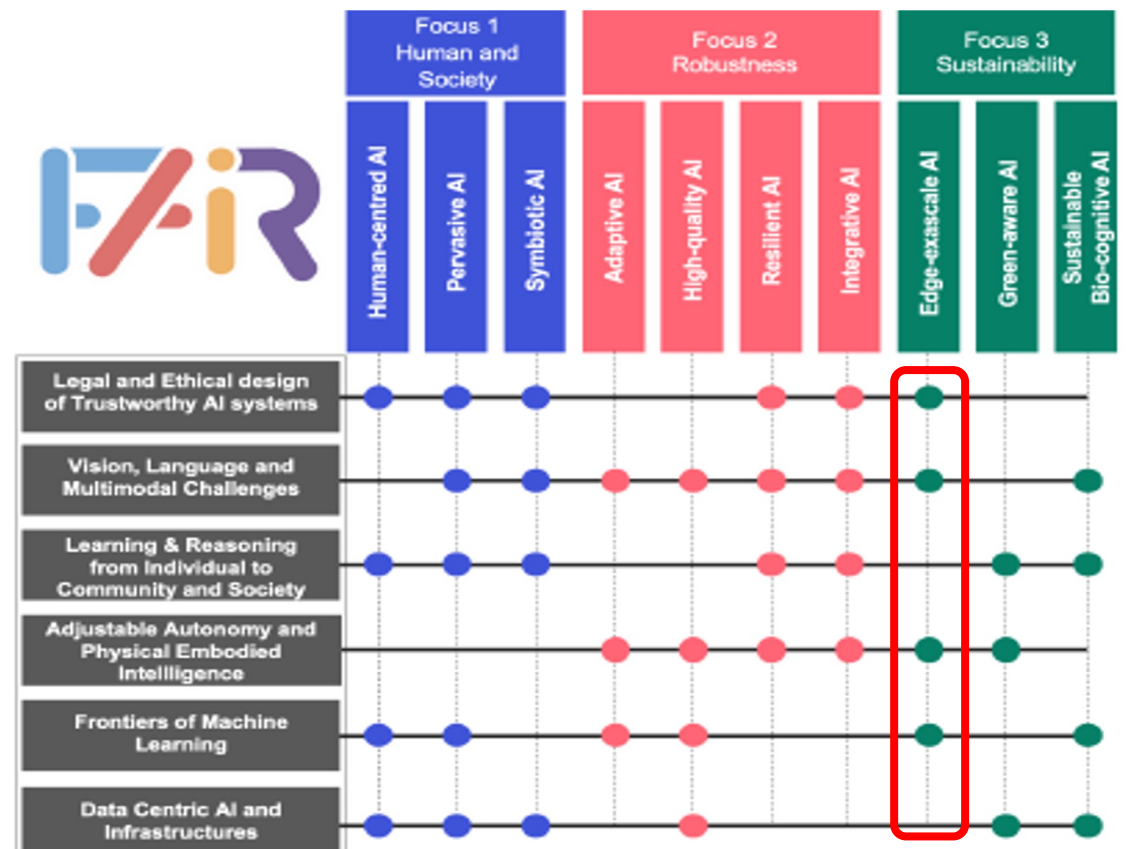 Focus 1
Human and
Society
Focus 2
Robustness
Focus 3
Sustainability
FAiR
Human-centred AI
Pervasive AI
Symbiotic AI
Adaptive AI
High-quality AI
Resilient AI
Integrative AI
Edge-exascale AI
Green-aware AI
Sustainable
Bio-cognitive AI
Legal and Ethical design
of Trustworthy AI systems
Vision, Language and
Multimodal Challenges
Learning & Reasoning
from Individual to
Community and Society
Adjustable Autonomy and
Physical Embodied
Intellligence
Frontiers of Machine
Learning
Data Centric AI and
Infrastructures